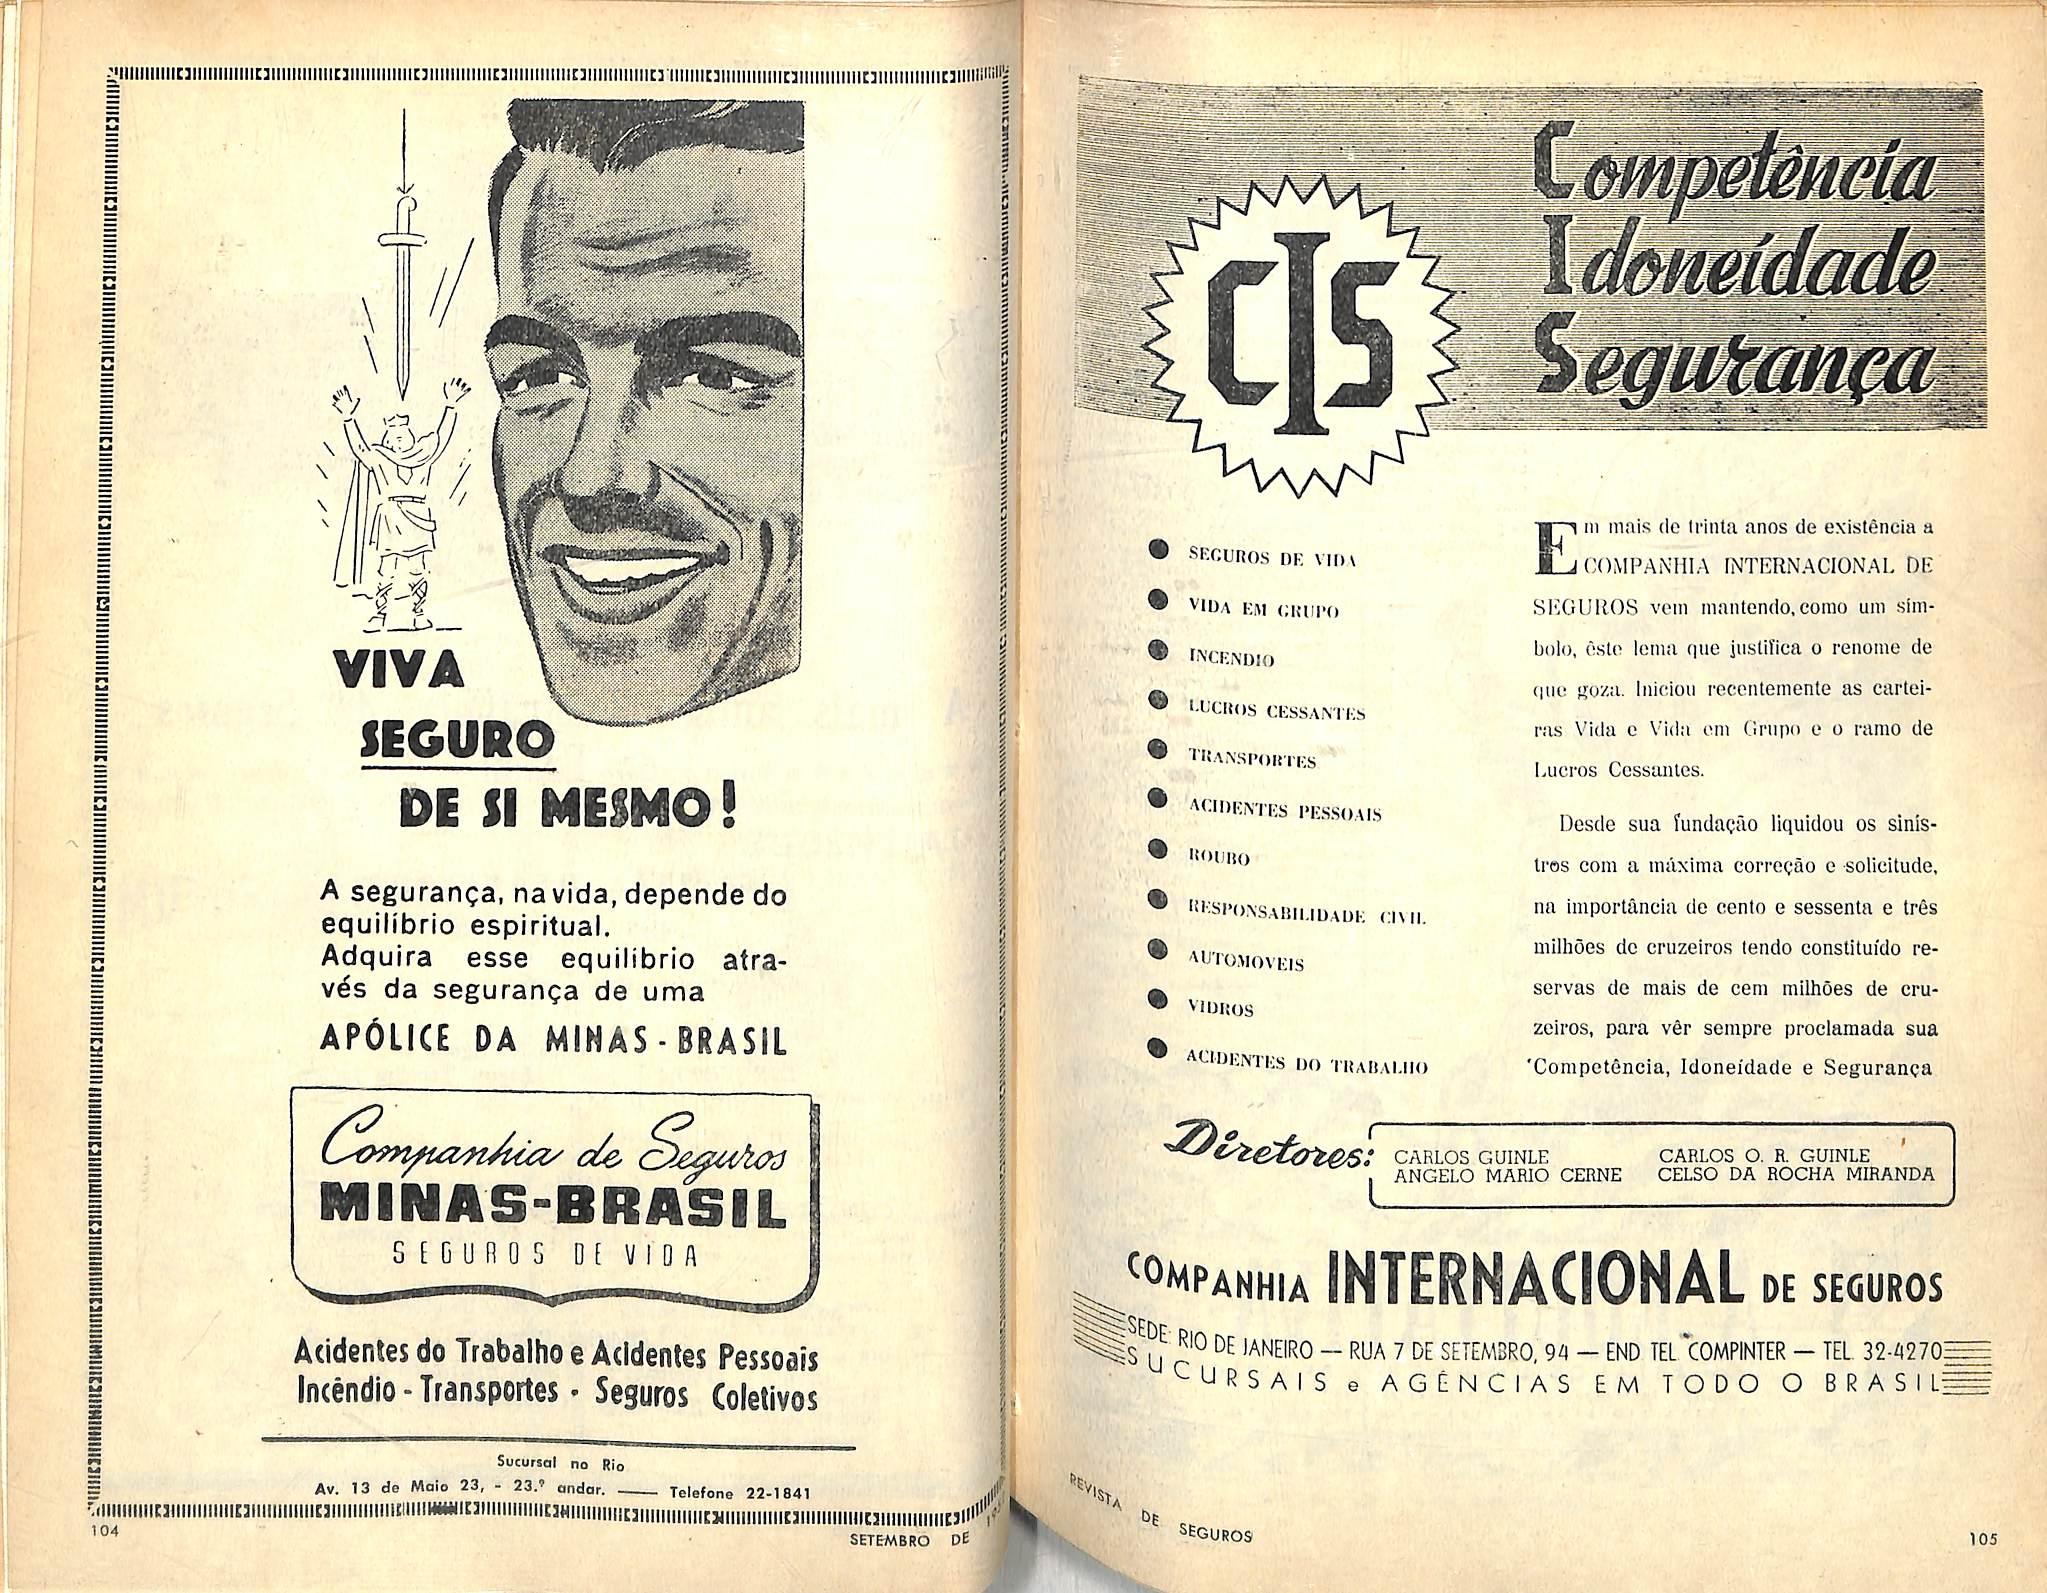 VIVA
SEGURO
DE SI MESMO!
A segurança, na vida, depende do
equilíbrio espiritual.
Adquira esse equilíbrio atra-
vés da segurança de uma
APÓLICE DA MINAS-BRASIL
Companhia de Seguros
MINAS-BRASIL
SEGUROS DE VIDA
Acidentes do Trabalho e Acidentes Pessoais
Incêndio - Transportes - Seguros Coletivos
Sucursal no Rio
Av. 13 de Maio 23, - 23.º andar. —— Telefone 22-1841
104
SETEMBRO DE
CIS
Competência
Idoneídade
Segurança
SEGUROS DE VIDA
VIDA EM GRUPO
INCENDIO
LUCROS CESSANTES
TRANSPORTES
ACIDENTES PESSOAIS
ROUBO
RESPONSABILIDADE CIVIL
AUTOMOVEIS
VIDROS
ACIDENTES DO TRABALHO
Em mais de trinta anos de existência a
COMPANHIA INTERNACIONAL DE
SEGUROS vem mantendo, como um sím-
bolo, êste lema que justifica o renome de
que goza. Iniciou recentemente as cartei-
ras Vida e Vida em Grupo e o ramo de
Lucros Cessantes.
Desde sua fundação liquidou os sinis-
tros com a máxima correção e solicitude,
na importância de cento e sessenta e três
milhões de cruzeiros tendo constituído re-
servas de mais de cem milhões de cru-
zeiros, para vêr sempre proclamada sua
'Competência, Idoneídade e Segurança
Diretores:
CARLOS GUINLE CARLOS O. R. GUINLE
ANGELO MARIO CERNE CELSO DA ROCHA MIRANDA
COMPANHIA INTERNACIONAL DE SEGUROS
SEDE: RIO DE JANEIRO — RUA 7 DE SETEMBRO, 94 — END. TEL. COMPINTER — TEL. 32-4270
SUCURSAIS e AGÊNCIAS EM TODO O BRASIL
REVISTA DE SEGUROS
105